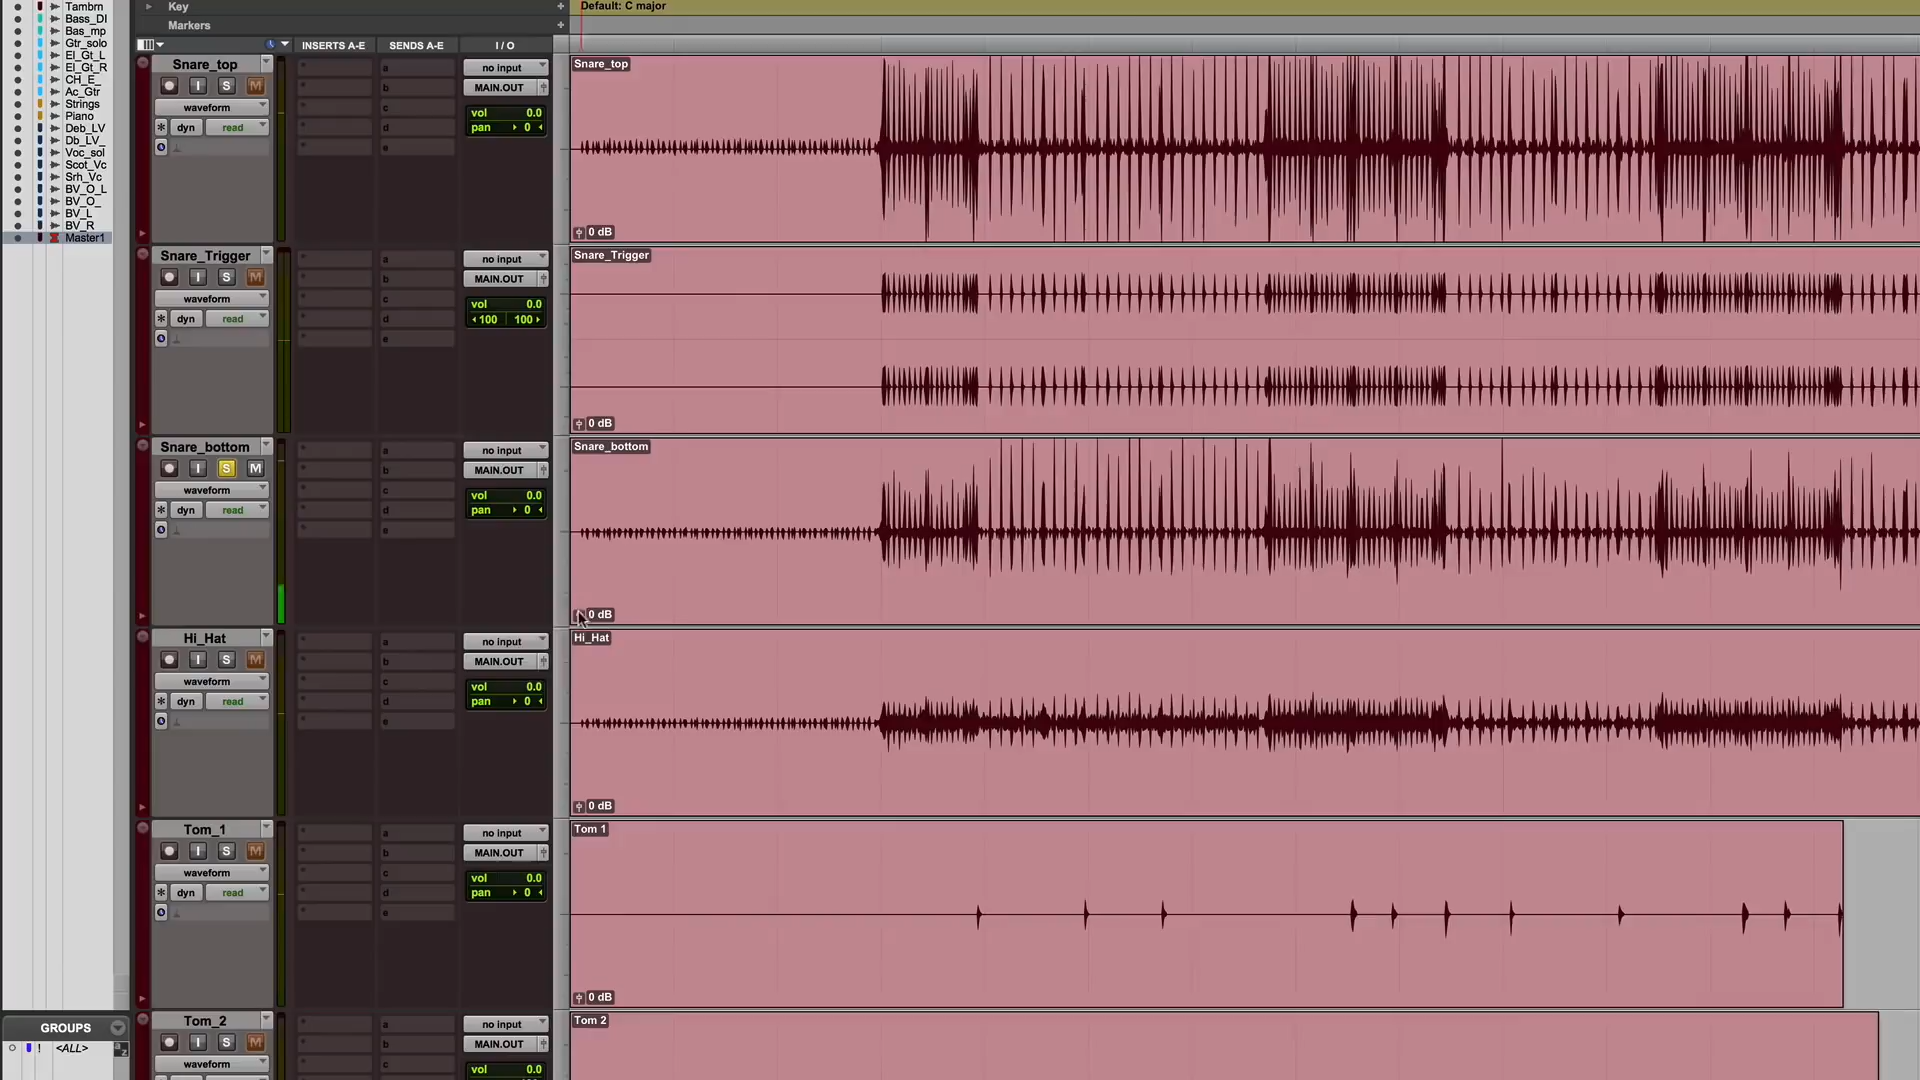 Tambrn
Bass_DI
Bas_mp
Gtr_solo
El_Gt_L
El_Gt_R
CH_E_
Ac_Gtr
Strings
Piano
Deb_LV
Db_LV_
Voc_sol
Scot_Vc
Srh_Vc
BV_O_L
BV_O_
BV_L
BV_R
Master1
GROUPS
! <ALL>
a z
Key
Default: C major
Markers
INSERTS A-E SENDS A-E I / O
Snare_top
I S M
waveform
dyn read
a
b
c
d
e
no input
MAIN.OUT
vol 0.0
pan 0
Snare_top
0 dB
Snare_Trigger
I S M
waveform
dyn read
a
b
c
d
e
no input
MAIN.OUT
vol 0.0
100 100
Snare_Trigger
0 dB
Snare_bottom
I S M
waveform
dyn read
a
b
c
d
e
no input
MAIN.OUT
vol 0.0
pan 0
Snare_bottom
0 dB
Hi_Hat
I S M
waveform
dyn read
a
b
c
d
e
no input
MAIN.OUT
vol 0.0
pan 0
Hi_Hat
0 dB
Tom_1
I S M
waveform
dyn read
a
b
c
d
e
no input
MAIN.OUT
vol 0.0
pan 0
Tom 1
0 dB
Tom_2
I S M
waveform
a
b
c
no input
MAIN.OUT
vol 0.0
Tom 2